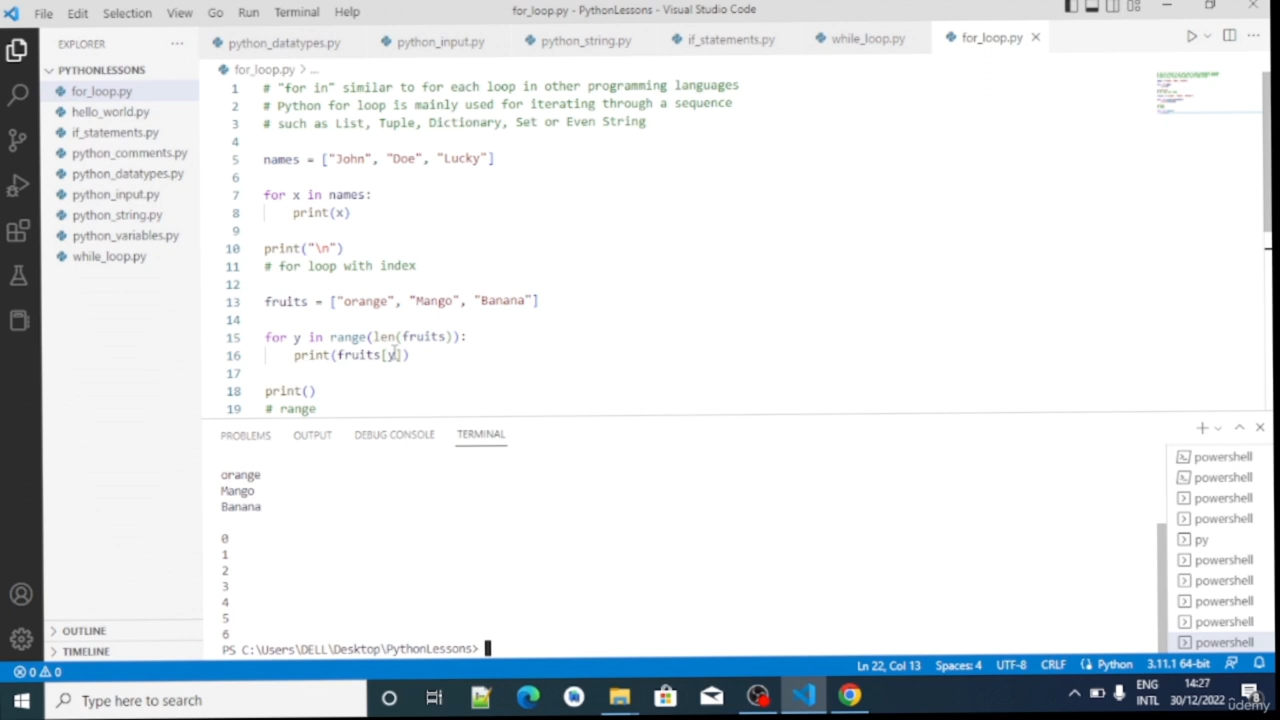 File Edit Selection View Go Run Terminal Help
for_loop.py - PythonLessons - Visual Studio Code
EXPLORER
python_datatypes.py
python_input.py
python_string.py
if_statements.py
while_loop.py
for_loop.py
PYTHONLESSONS
for_loop.py
hello_world.py
if_statements.py
python_comments.py
python_datatypes.py
python_input.py
python_string.py
python_variables.py
while_loop.py
OUTLINE
TIMELINE
for_loop.py > ...
1 # "for in" similar to for each loop in other programming languages
2 # Python for loop is mainly used for iterating through a sequence
3 # such as List, Tuple, Dictionary, Set or Even String
4
5 names = ["John", "Doe", "Lucky"]
6
7 for x in names:
8 print(x)
9
10 print("\n")
11 # for loop with index
12
13 fruits = ["orange", "Mango", "Banana"]
14
15 for y in range(len(fruits)):
16 print(fruits[y])
17
18 print()
19 # range
PROBLEMS OUTPUT DEBUG CONSOLE TERMINAL
orange
Mango
Banana
0
1
2
3
4
5
6
PS C:\Users\DELL\Desktop\PythonLessons>
powershell
powershell
powershell
powershell
py
powershell
powershell
powershell
powershell
powershell
0 0
Ln 22, Col 13 Spaces: 4 UTF-8 CRLF Python 3.11.1 64-bit
Type here to search
ENG
INTL
14:27
30/12/2022
8
udemy